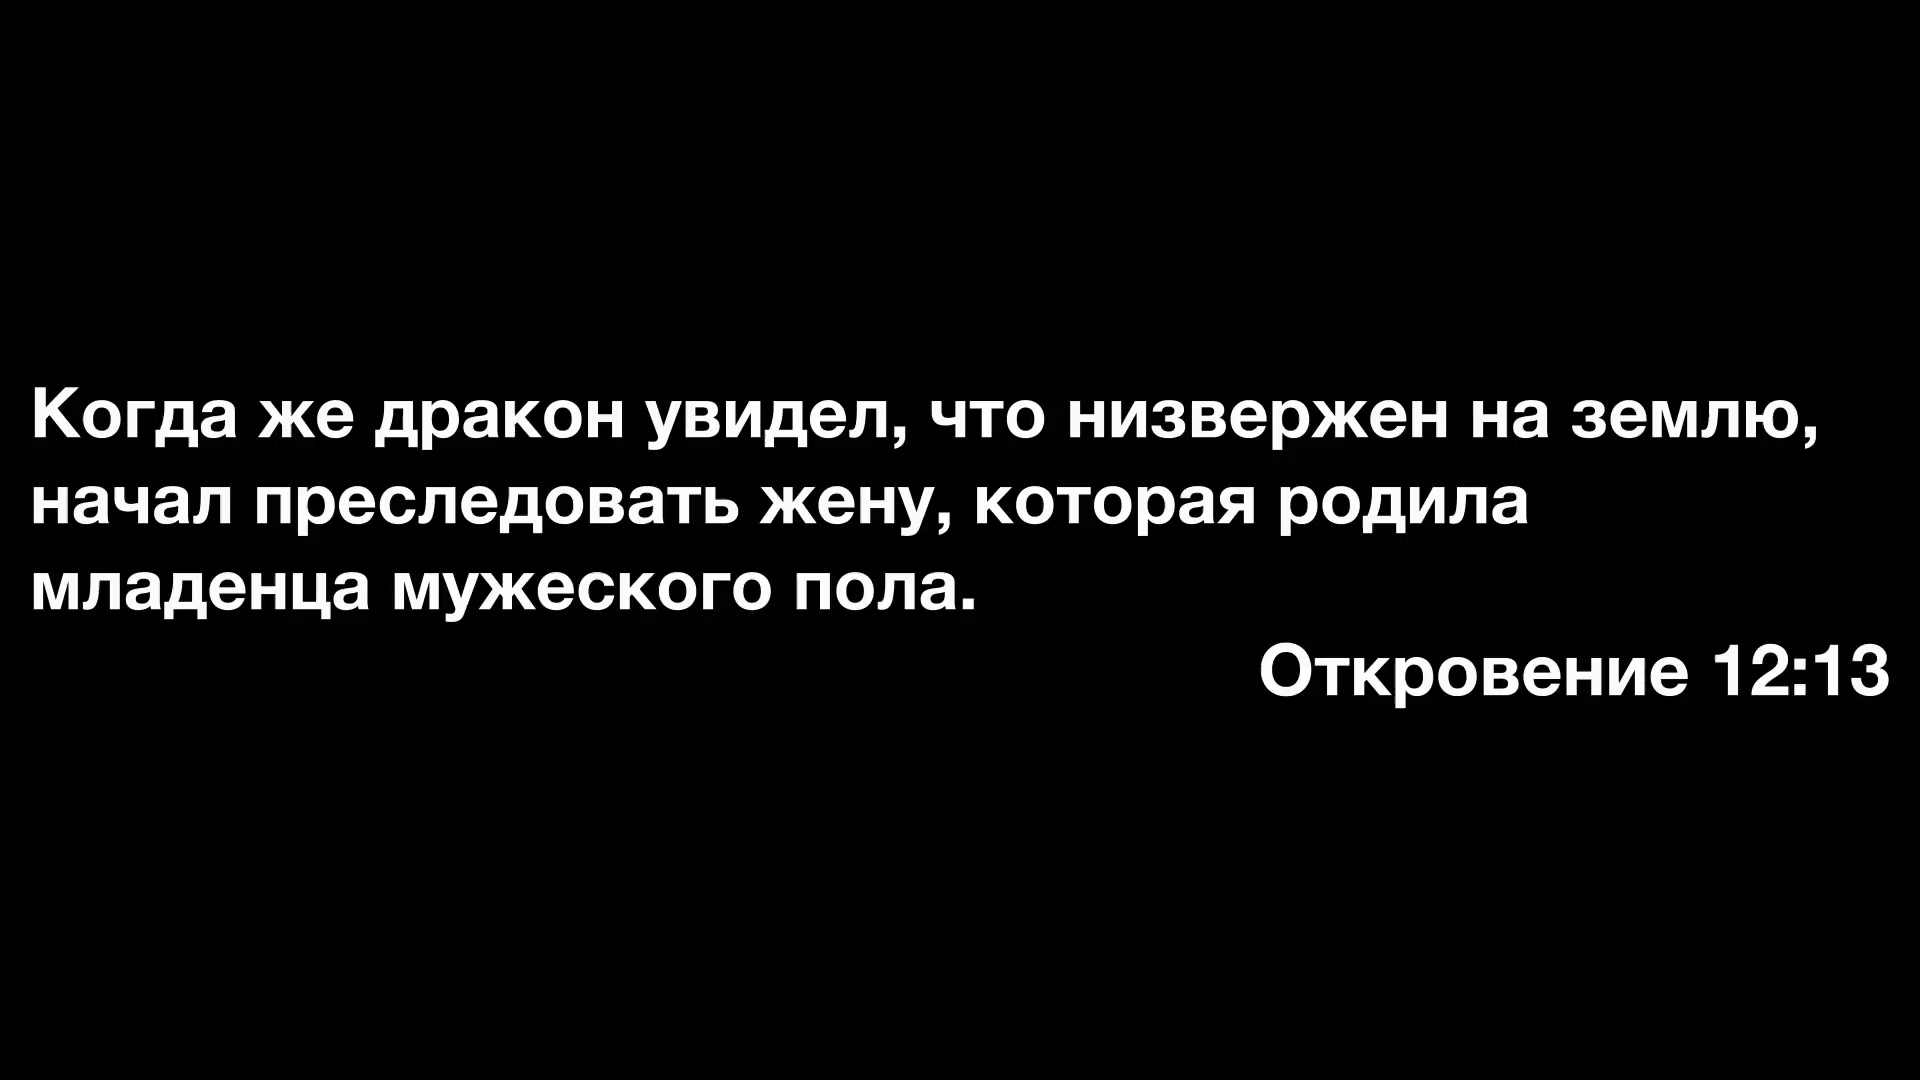 Когда же дракон увидел, что низвержен на землю,
начал преследовать жену, которая родила
младенца мужеского пола.
Откровение 12:13